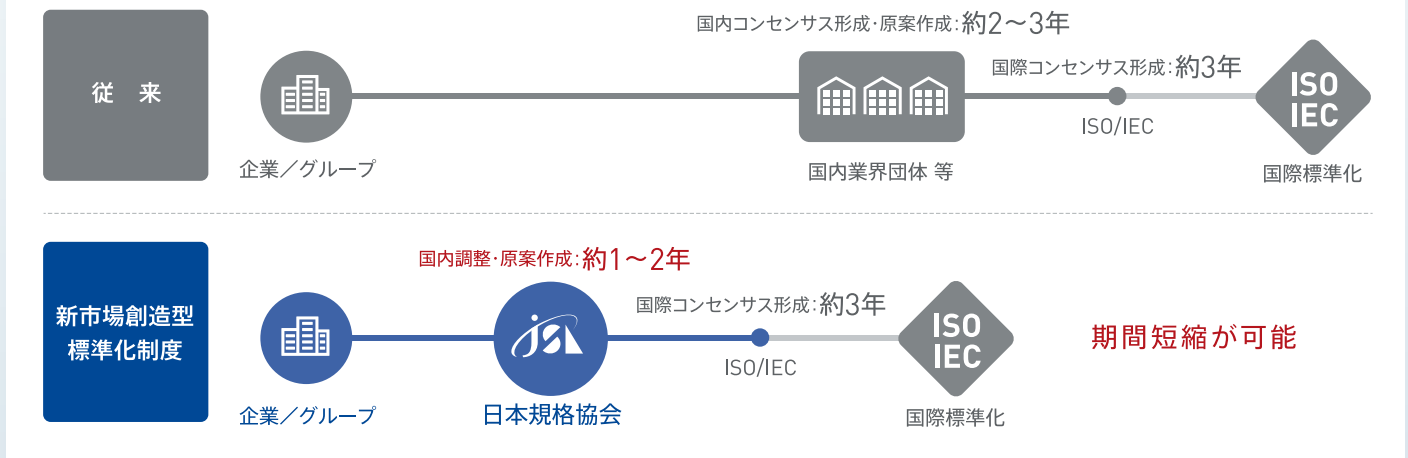 従 来
国内コンセンサス形成・原案作成：約2～3年
国際コンセンサス形成：約3年
ISO
IEC
ISO/IEC
企業／グループ
国内業界団体 等
国際標準化
新市場創造型
標準化制度
国内調整・原案作成：約1～2年
国際コンセンサス形成：約3年
JSA
ISO
IEC
期間短縮が可能
ISO/IEC
企業／グループ
日本規格協会
国際標準化